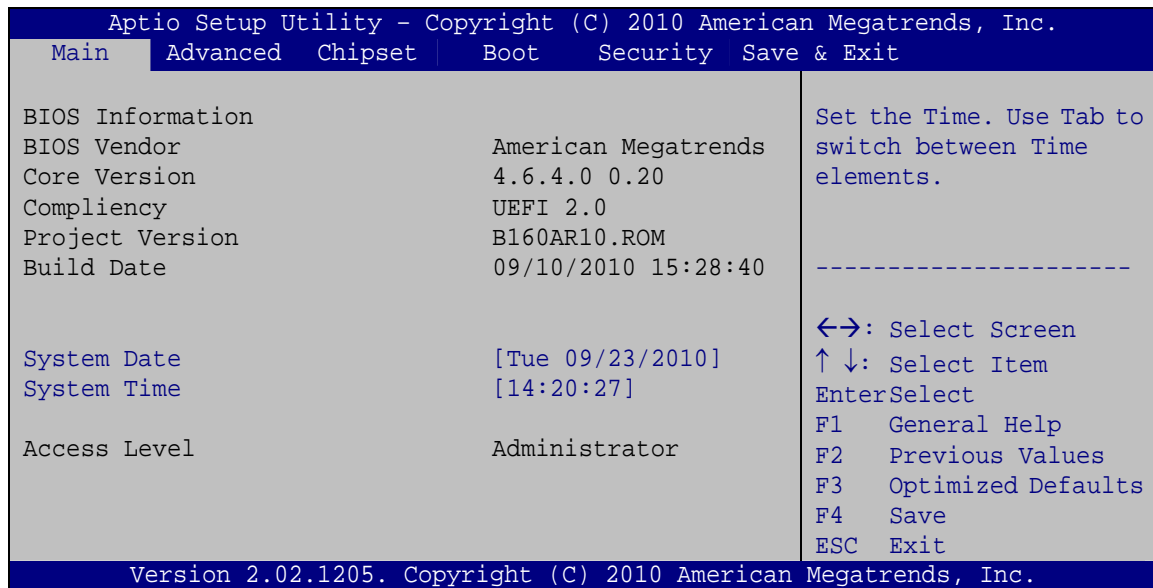 Aptio Setup Utility – Copyright (C) 2010 American Megatrends, Inc.
Main Advanced Chipset Boot Security Save & Exit
BIOS Information
BIOS Vendor American Megatrends
Core Version 4.6.4.0 0.20
Compliency UEFI 2.0
Project Version B160AR10.ROM
Build Date 09/10/2010 15:28:40
System Date [Tue 09/23/2010]
System Time [14:20:27]
Access Level Administrator
Set the Time. Use Tab to
switch between Time
elements.
----------------------
←→: Select Screen
↑ ↓: Select Item
EnterSelect
F1 General Help
F2 Previous Values
F3 Optimized Defaults
F4 Save
ESC Exit
Version 2.02.1205. Copyright (C) 2010 American Megatrends, Inc.